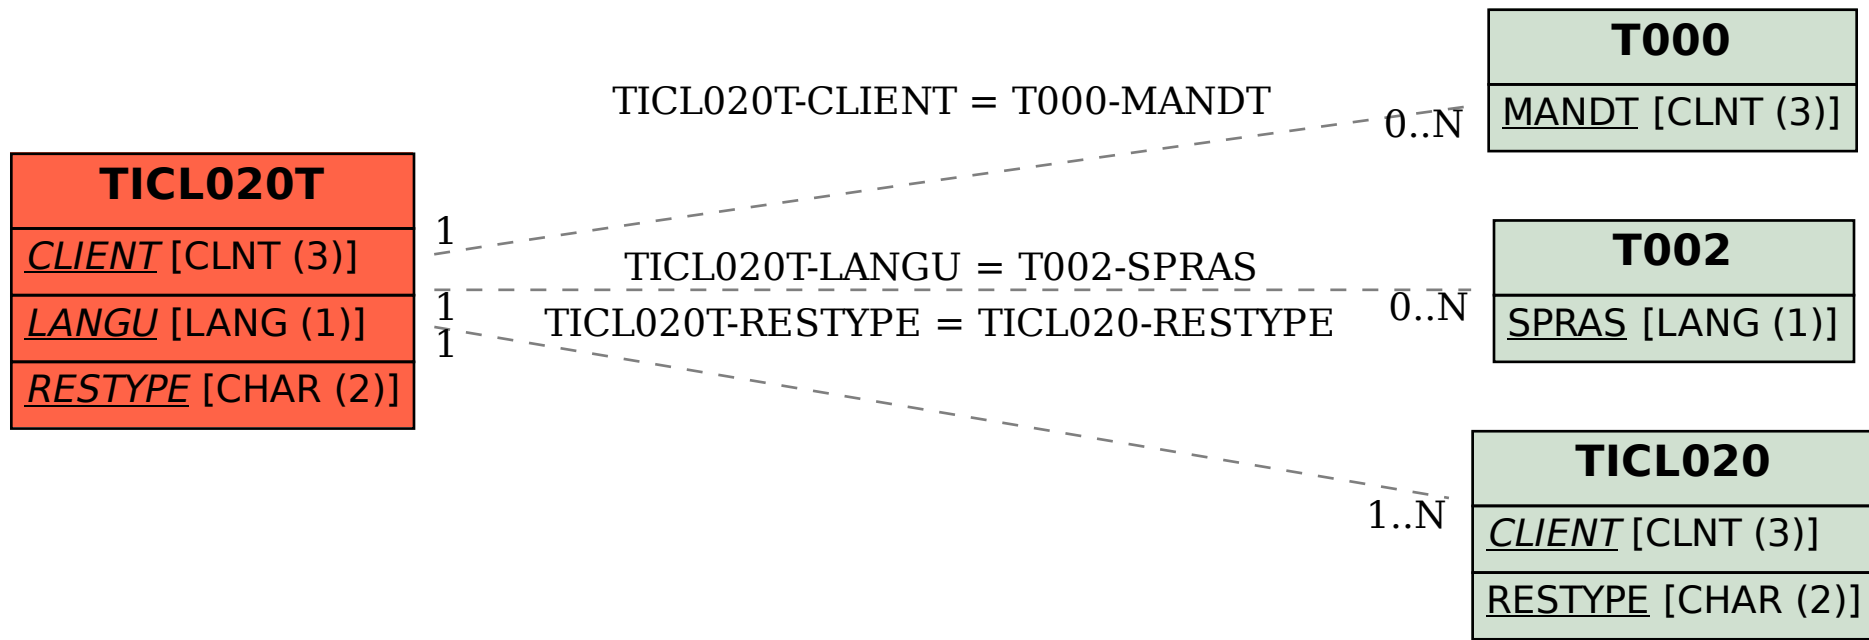 TICL020T
CLIENT [CLNT (3)]
LANGU [LANG (1)]
RESTYPE [CHAR (2)]
TICL020T-CLIENT = T000-MANDT
1
0..N
TICL020T-LANGU = T002-SPRAS
1
0..N
TICL020T-RESTYPE = TICL020-RESTYPE
1
1..N
T000
MANDT [CLNT (3)]
T002
SPRAS [LANG (1)]
TICL020
CLIENT [CLNT (3)]
RESTYPE [CHAR (2)]